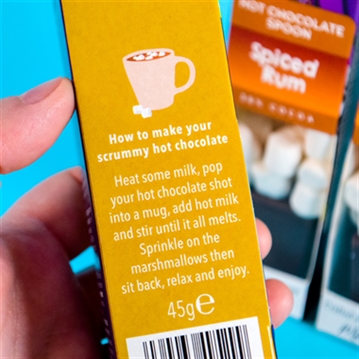 How to make your
scrummy hot chocolate
Heat some milk, pop
your hot chocolate shot
into a mug, add hot milk
and stir until it all melts.
Sprinkle on the
marshmallows then
sit back, relax and enjoy.
45g℮
HOT CHOCOLATE
SPOON
Spiced
Rum
COCOA